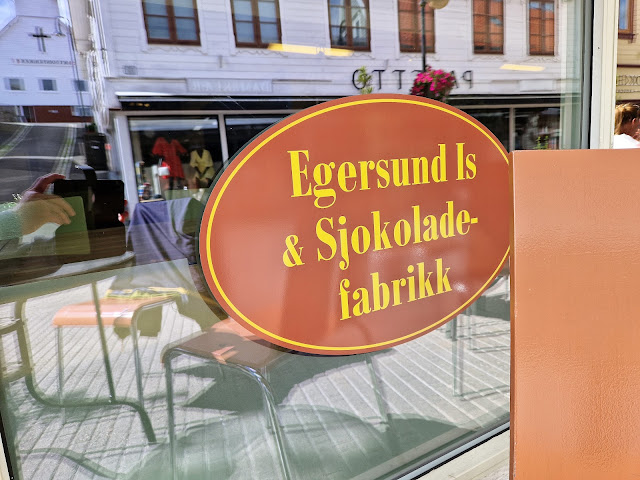 Egersund Is
& Sjokolade-
fabrikk